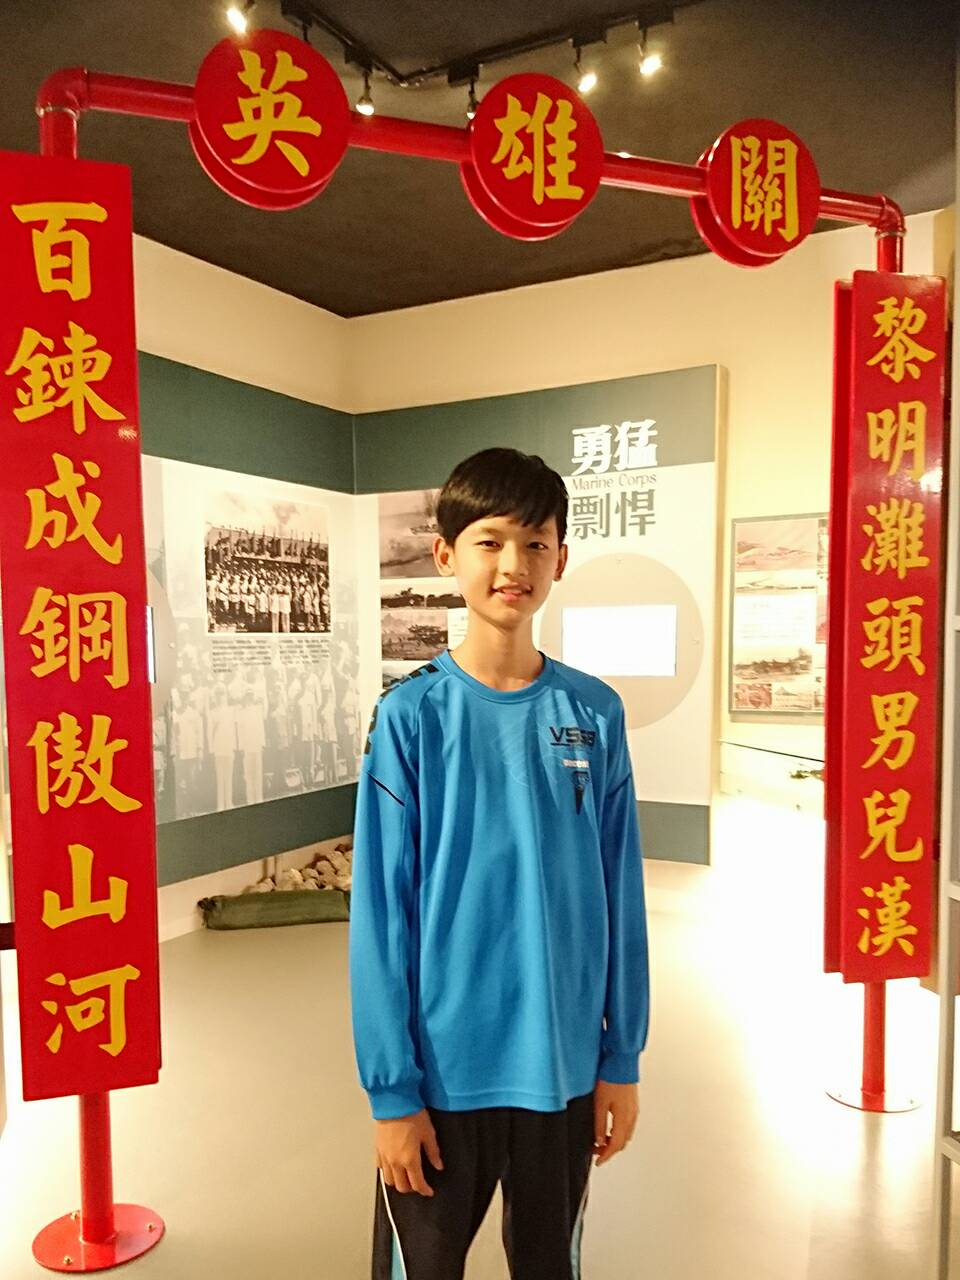 英雄關
百鍊成鋼傲山河
黎明灘頭男兒漢
勇猛
Marine Corps
剽悍